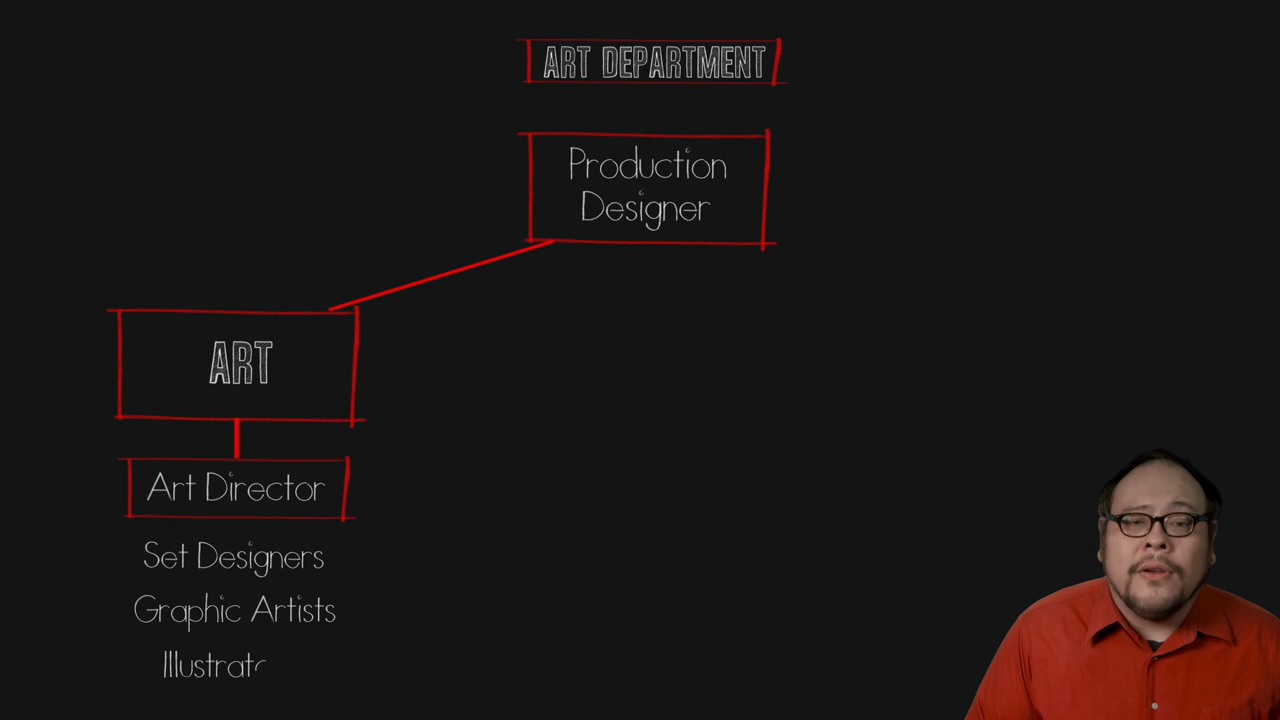 ART DEPARTMENT
Production
Designer
ART
Art Director
Set Designers
Graphic Artists